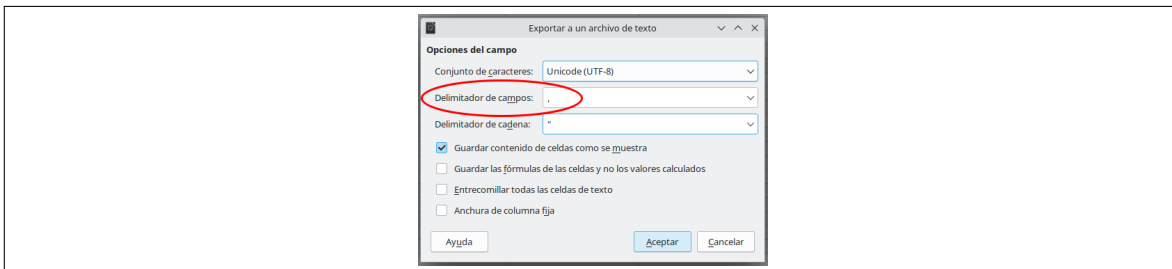 Exportar a un archivo de texto
Opciones del campo
Conjunto de caracteres: Unicode (UTF-8)
Delimitador de campos: ,
Delimitador de cadena: "
Guardar contenido de celdas como se muestra
Guardar las fórmulas de las celdas y no los valores calculados
Entrecomillar todas las celdas de texto
Anchura de columna fija
Ayuda Aceptar Cancelar